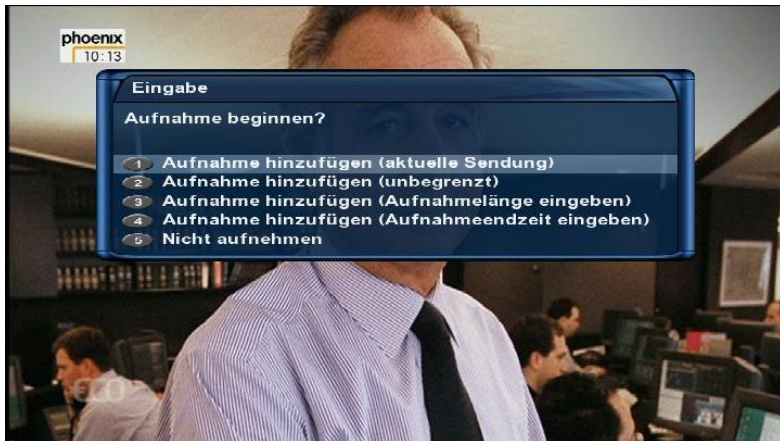 phoenix
10:13
Eingabe
Aufnahme beginnen?
1 Aufnahme hinzufügen (aktuelle Sendung)
2 Aufnahme hinzufügen (unbegrenzt)
3 Aufnahme hinzufügen (Aufnahmelänge eingeben)
4 Aufnahme hinzufügen (Aufnahmeendzeit eingeben)
5 Nicht aufnehmen